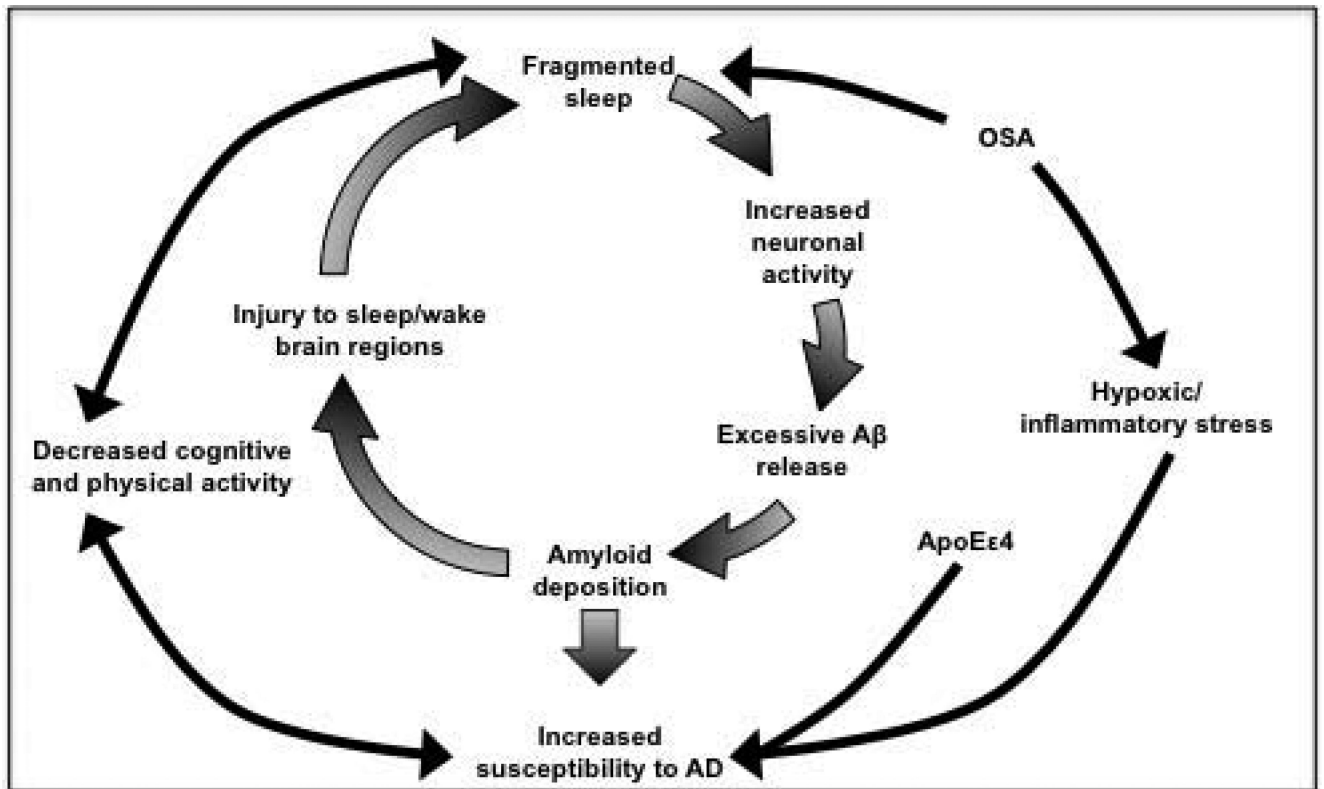 Fragmented
sleep
OSA
Increased
neuronal
activity
Injury to sleep/wake
brain regions
Hypoxic/
inflammatory stress
Excessive Aβ
release
Decreased cognitive
and physical activity
ApoEε4
Amyloid
deposition
Increased
susceptibility to AD